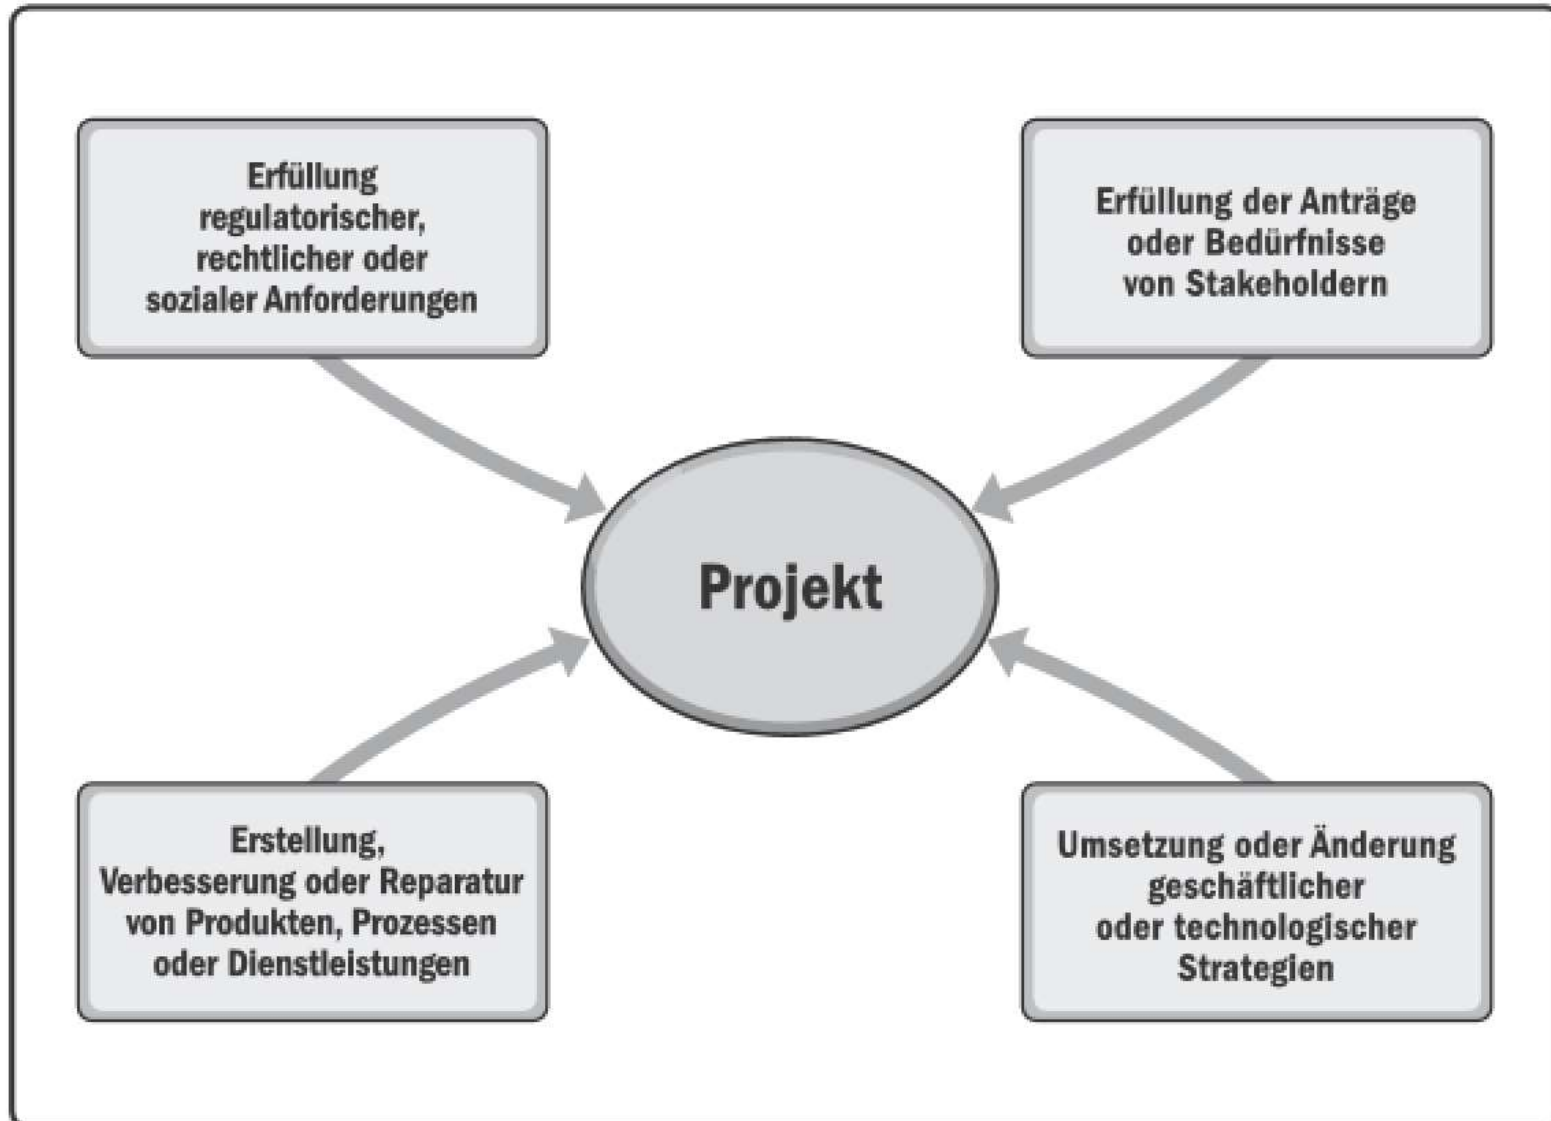 Erfüllung
regulatorischer,
rechtlicher oder
sozialer Anforderungen
Erfüllung der Anträge
oder Bedürfnisse
von Stakeholdern
Projekt
Erstellung,
Verbesserung oder Reparatur
von Produkten, Prozessen
oder Dienstleistungen
Umsetzung oder Änderung
geschäftlicher
oder technologischer
Strategien